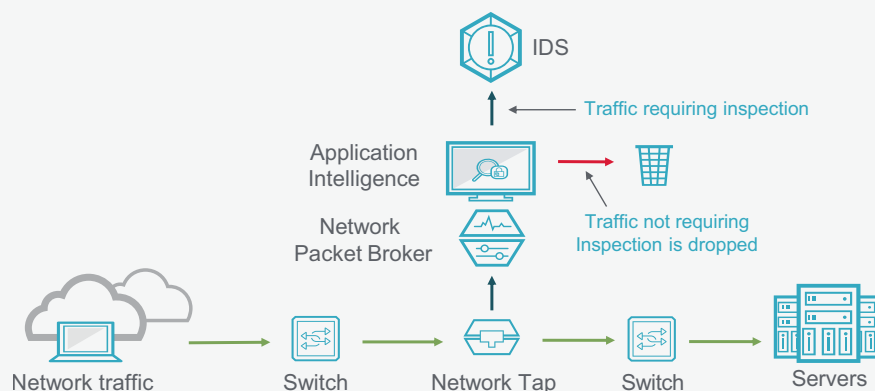 IDS
Traffic requiring inspection
Application
Intelligence
Traffic not requiring
Inspection is dropped
Network
Packet Broker
Network traffic
Switch
Network Tap
Switch
Servers